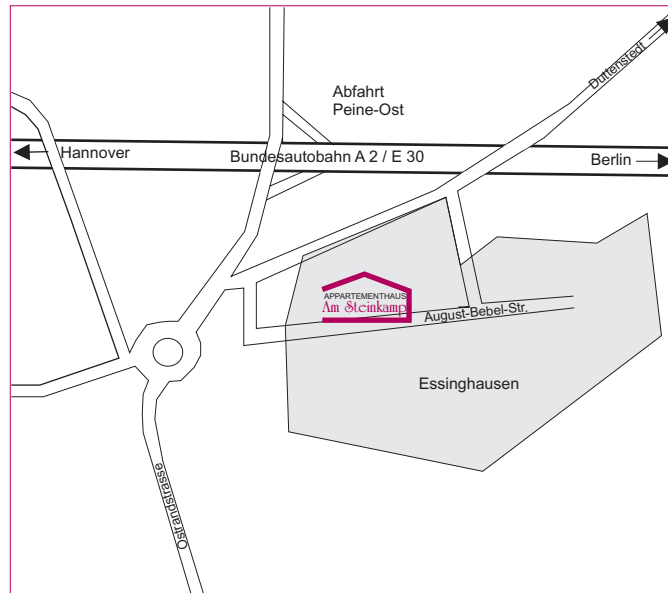 Duttenstedt
Abfahrt
Peine-Ost
Hannover
Bundesautobahn A 2 / E 30
Berlin
APPARTEMENTHAUS
Am Steinkamp
August-Bebel-Str.
Essinghausen
Ostrandstrasse